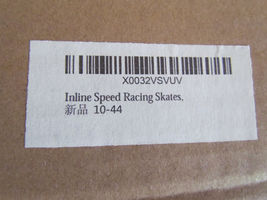 X0032VSVUV
Inline Speed Racing Skates,
新品 10-44